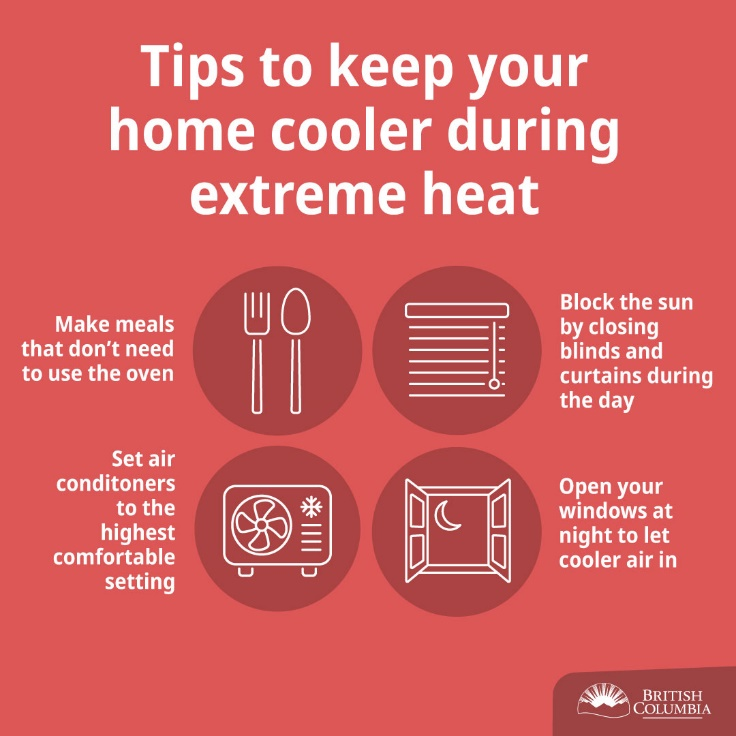 Tips to keep your
home cooler during
extreme heat
Make meals
that don't need
to use the oven
Block the sun
by closing
blinds and
curtains during
the day
Set air
conditoners
to the
highest
comfortable
setting
Open your
windows at
night to let
cooler air in
BRITISH
COLUMBIA